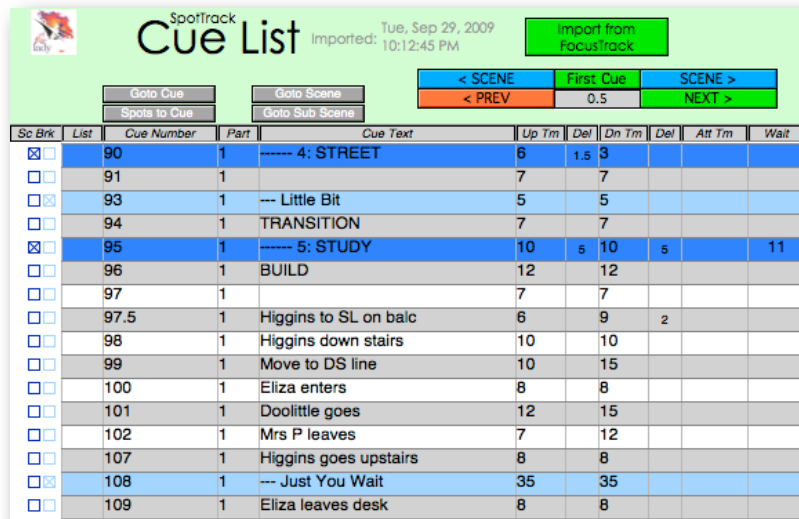 lady
SpotTrack
Cue List
Imported: Tue, Sep 29, 2009
10:12:45 PM
Import from
FocusTrack
< SCENE First Cue SCENE >
< PREV 0.5 NEXT >
Goto Cue Goto Scene
Spots to Cue Goto Sub Scene
Sc Brk List Cue Number Part Cue Text Up Tm Del Dn Tm Del Att Tm Wait
90 1 ------ 4: STREET 6 1.5 3
91 1 7 7
93 1 --- Little Bit 5 5
94 1 TRANSITION 7 7
95 1 ------ 5: STUDY 10 5 10 5 11
96 1 BUILD 12 12
97 1 7 7
97.5 1 Higgins to SL on balc 6 9 2
98 1 Higgins down stairs 10 10
99 1 Move to DS line 10 15
100 1 Eliza enters 8 8
101 1 Doolittle goes 12 15
102 1 Mrs P leaves 7 12
107 1 Higgins goes upstairs 8 8
108 1 --- Just You Wait 35 35
109 1 Eliza leaves desk 8 8